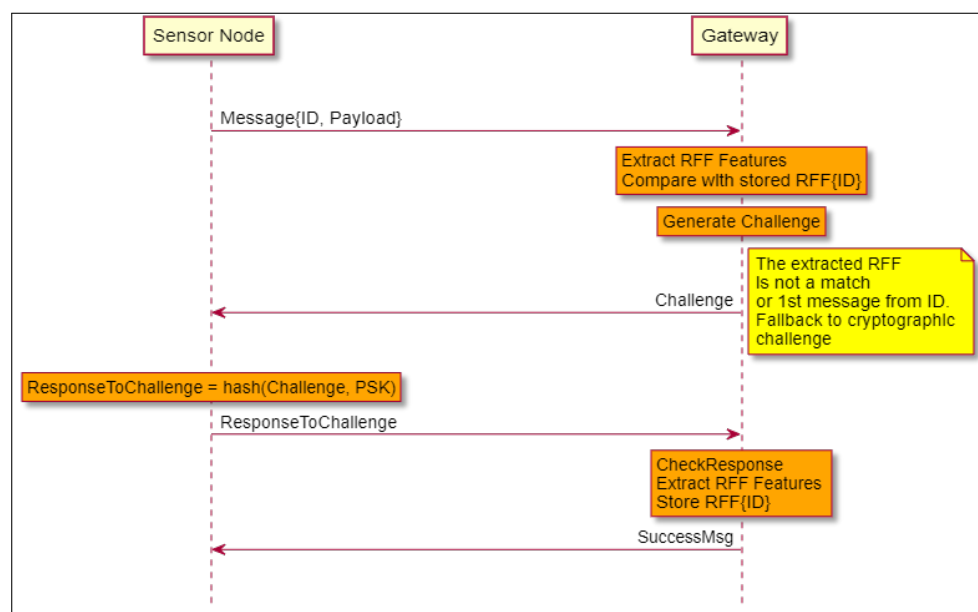 Sensor Node
Gateway
Message{ID, Payload}
Extract RFF Features
Compare with stored RFF{ID}
Generate Challenge
The extracted RFF
Is not a match
or 1st message from ID.
Fallback to cryptographic
challenge
Challenge
ResponseToChallenge = hash(Challenge, PSK)
ResponseToChallenge
CheckResponse
Extract RFF Features
Store RFF{ID}
SuccessMsg